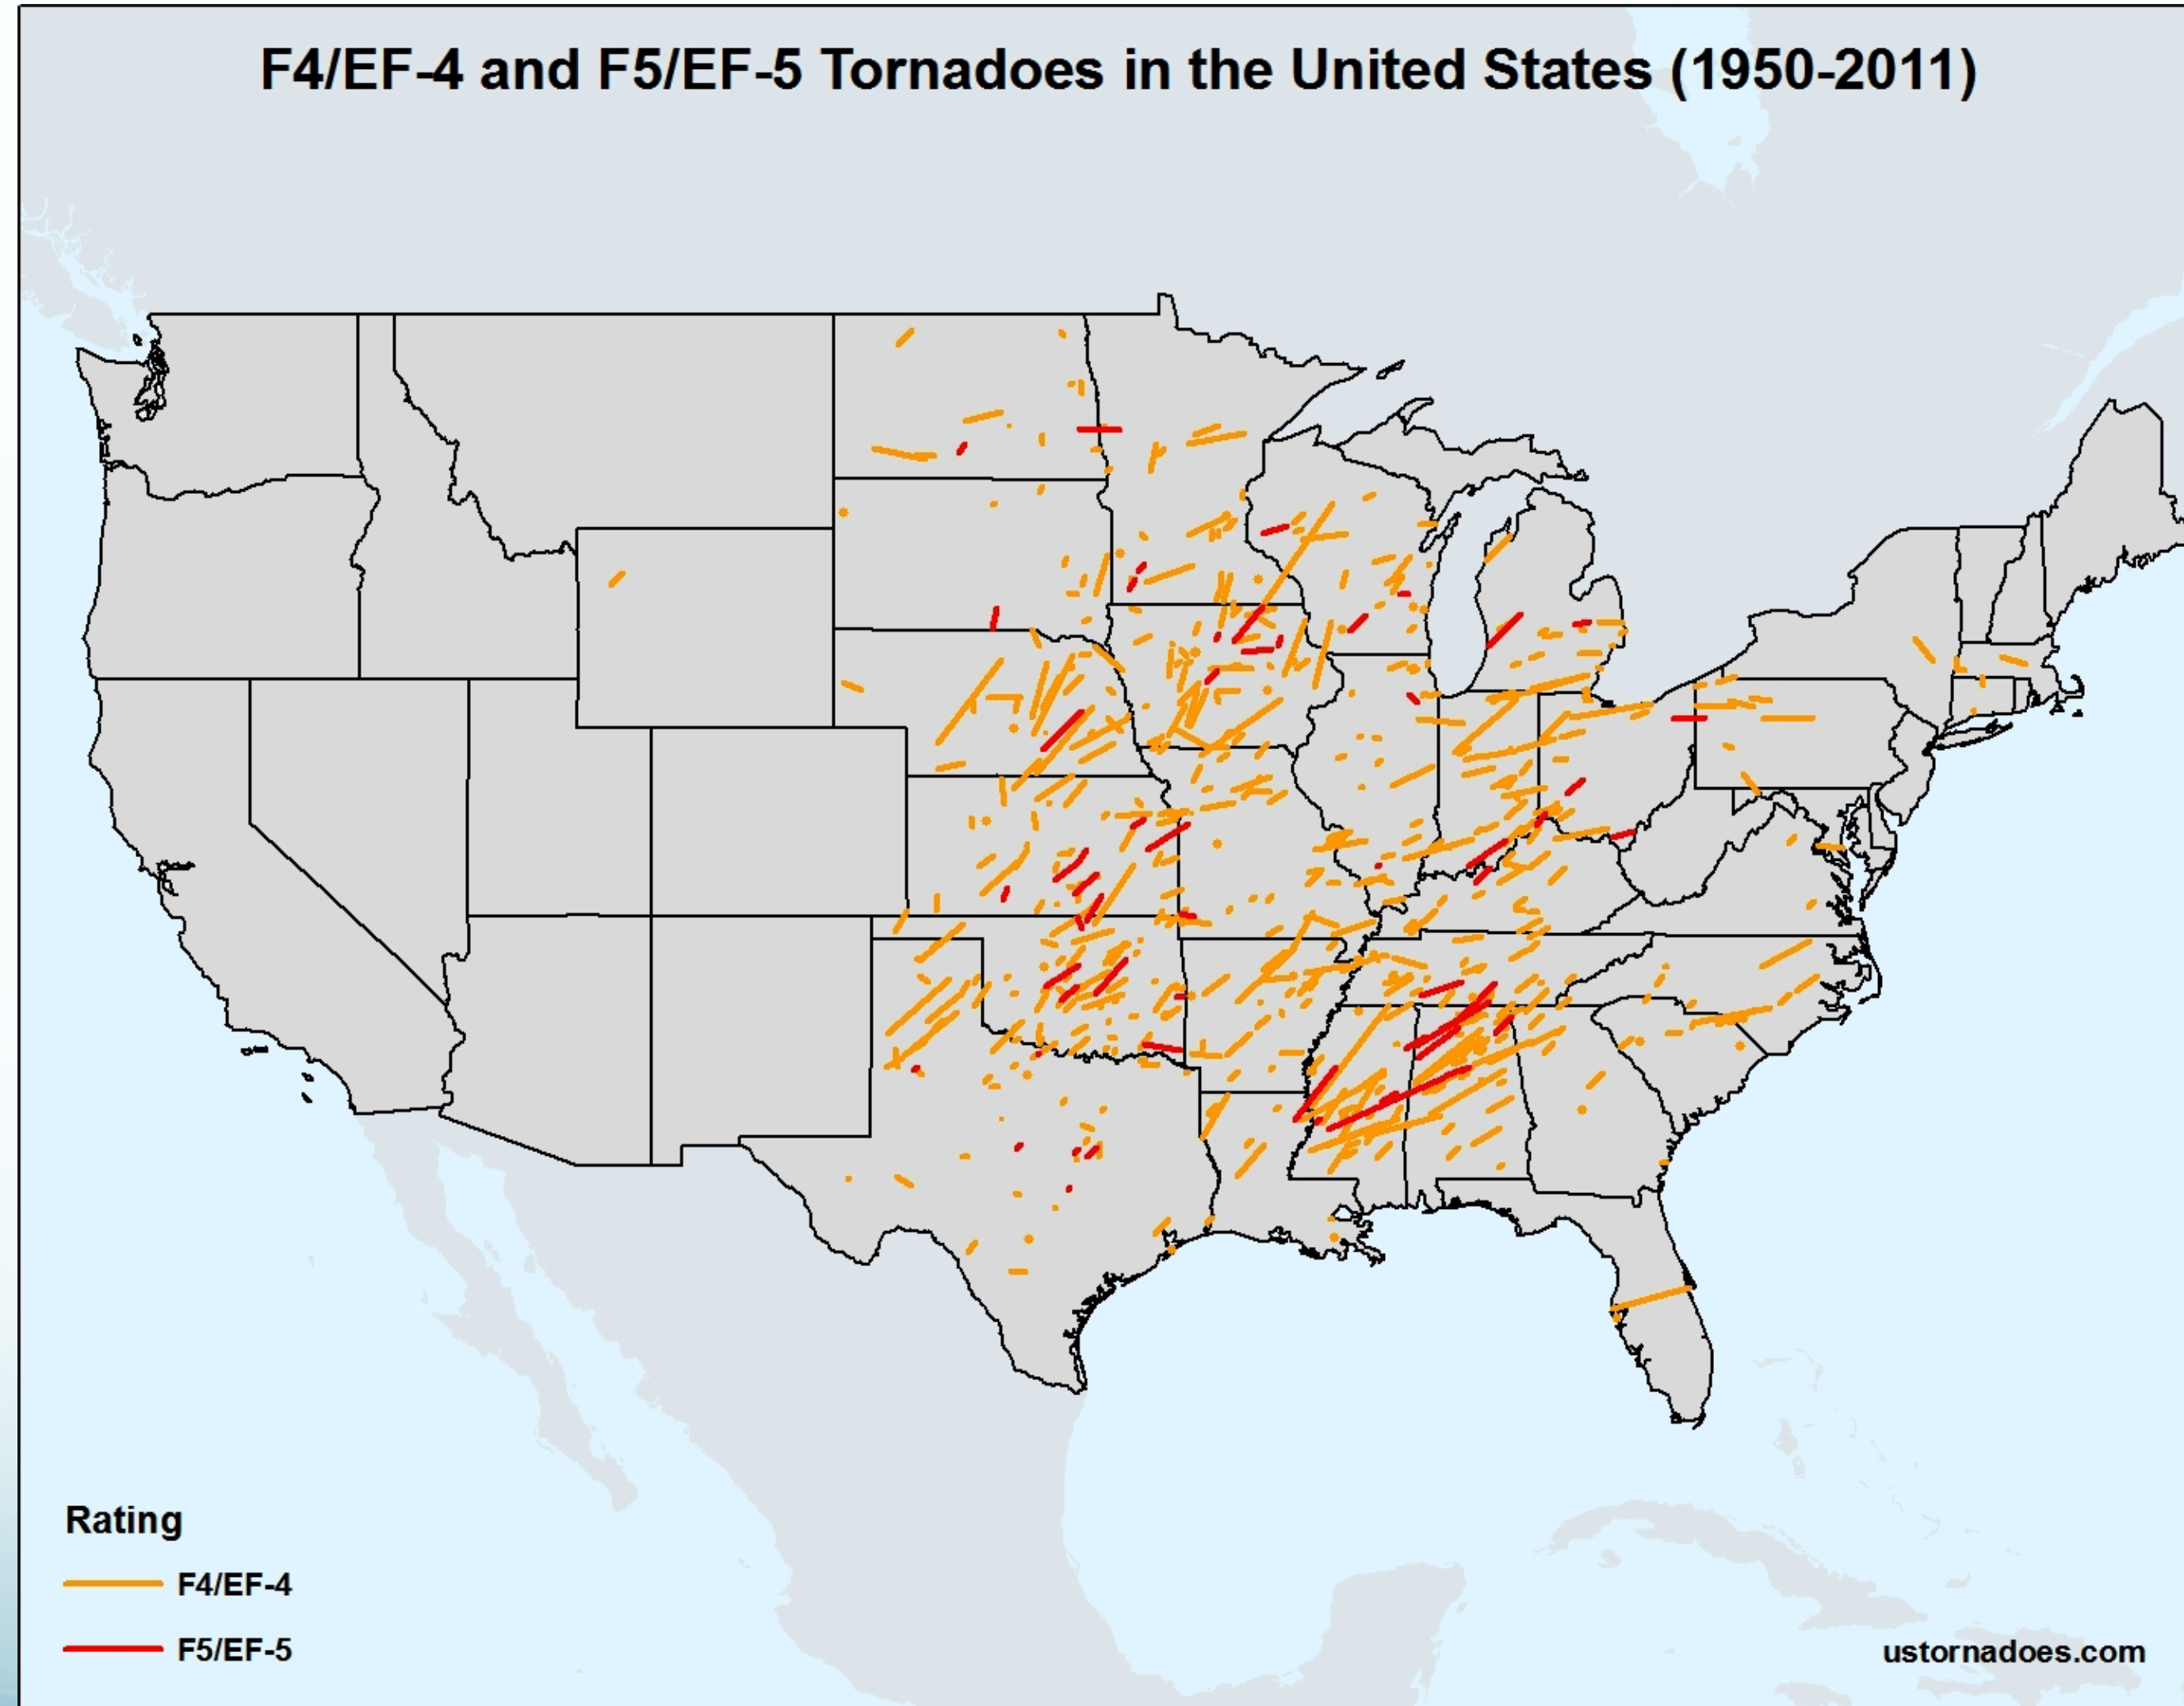 F4/EF-4 and F5/EF-5 Tornadoes in the United States (1950-2011)
Rating
F4/EF-4
F5/EF-5
ustornadoes.com